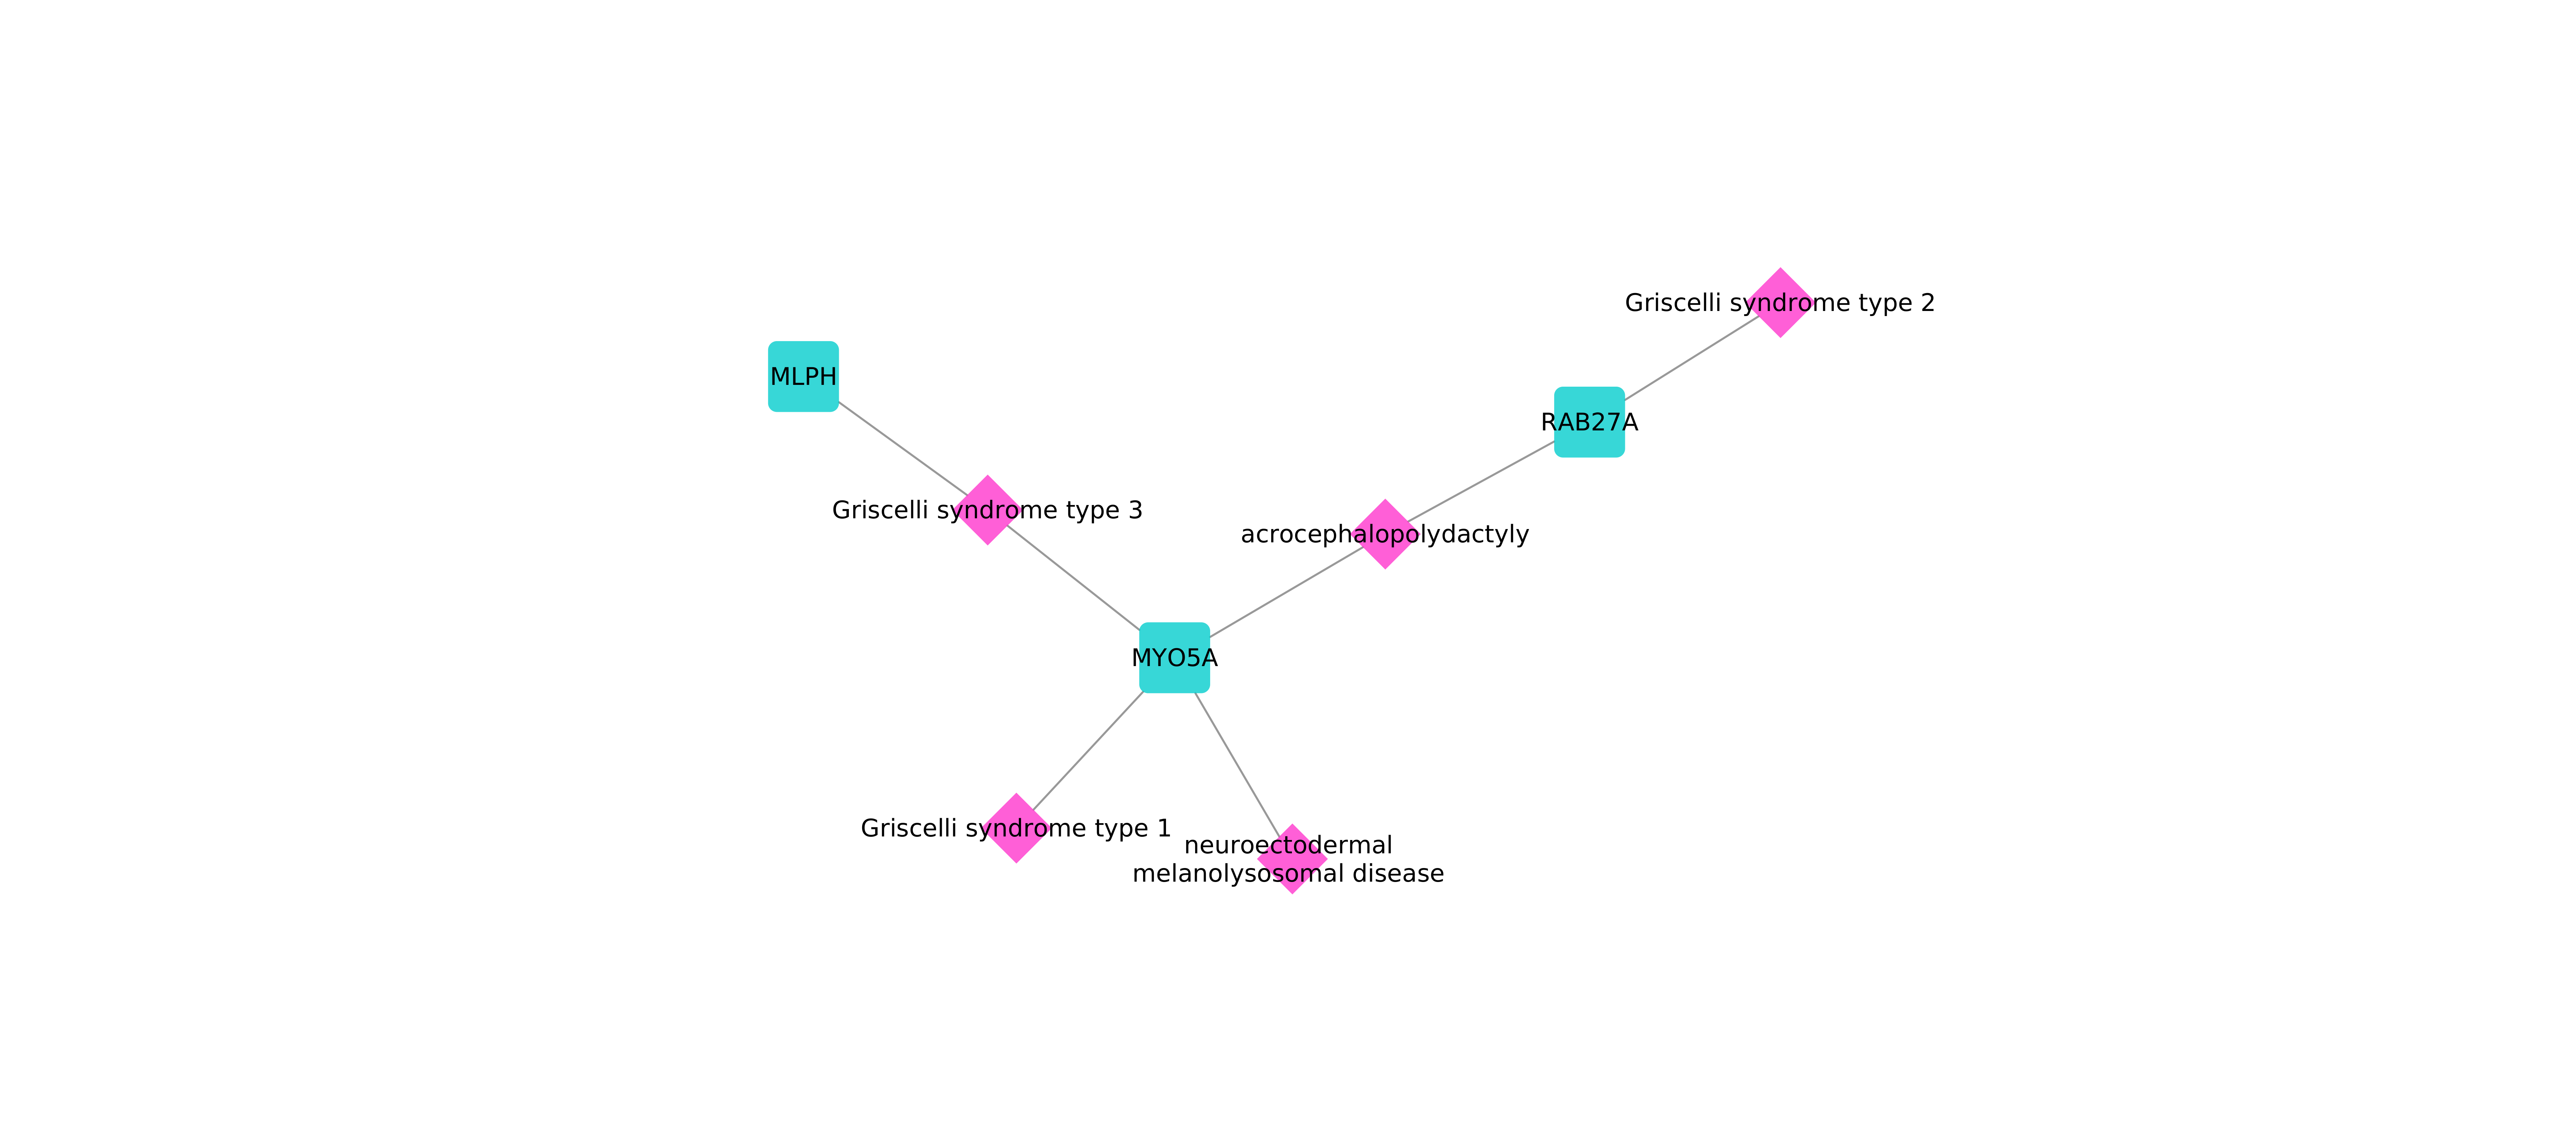 Griscelli syndrome type 2
MLPH
RAB27A
Griscelli syndrome type 3
acrocephalopolydactyly
MYO5A
Griscelli syndrome type 1
neuroectodermal
melanolysosomal disease